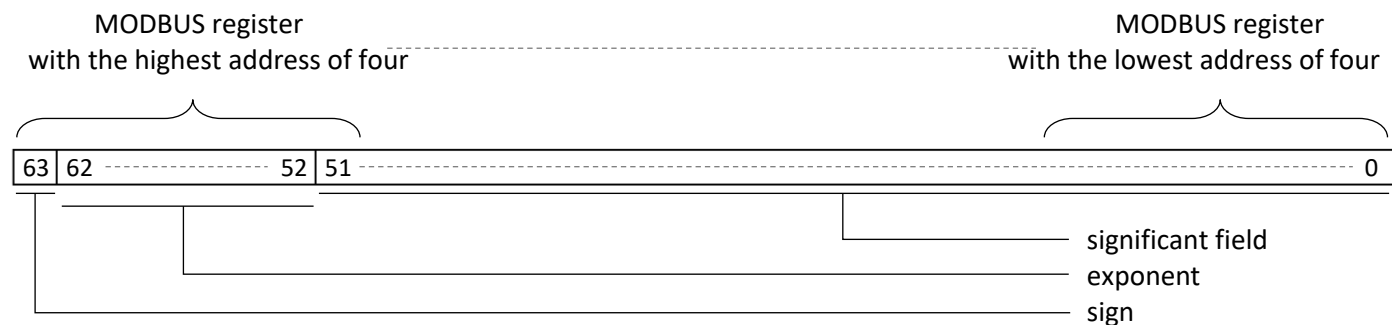 MODBUS register
with the highest address of four
MODBUS register
with the lowest address of four
63 62 52 51 0
significant field
exponent
sign